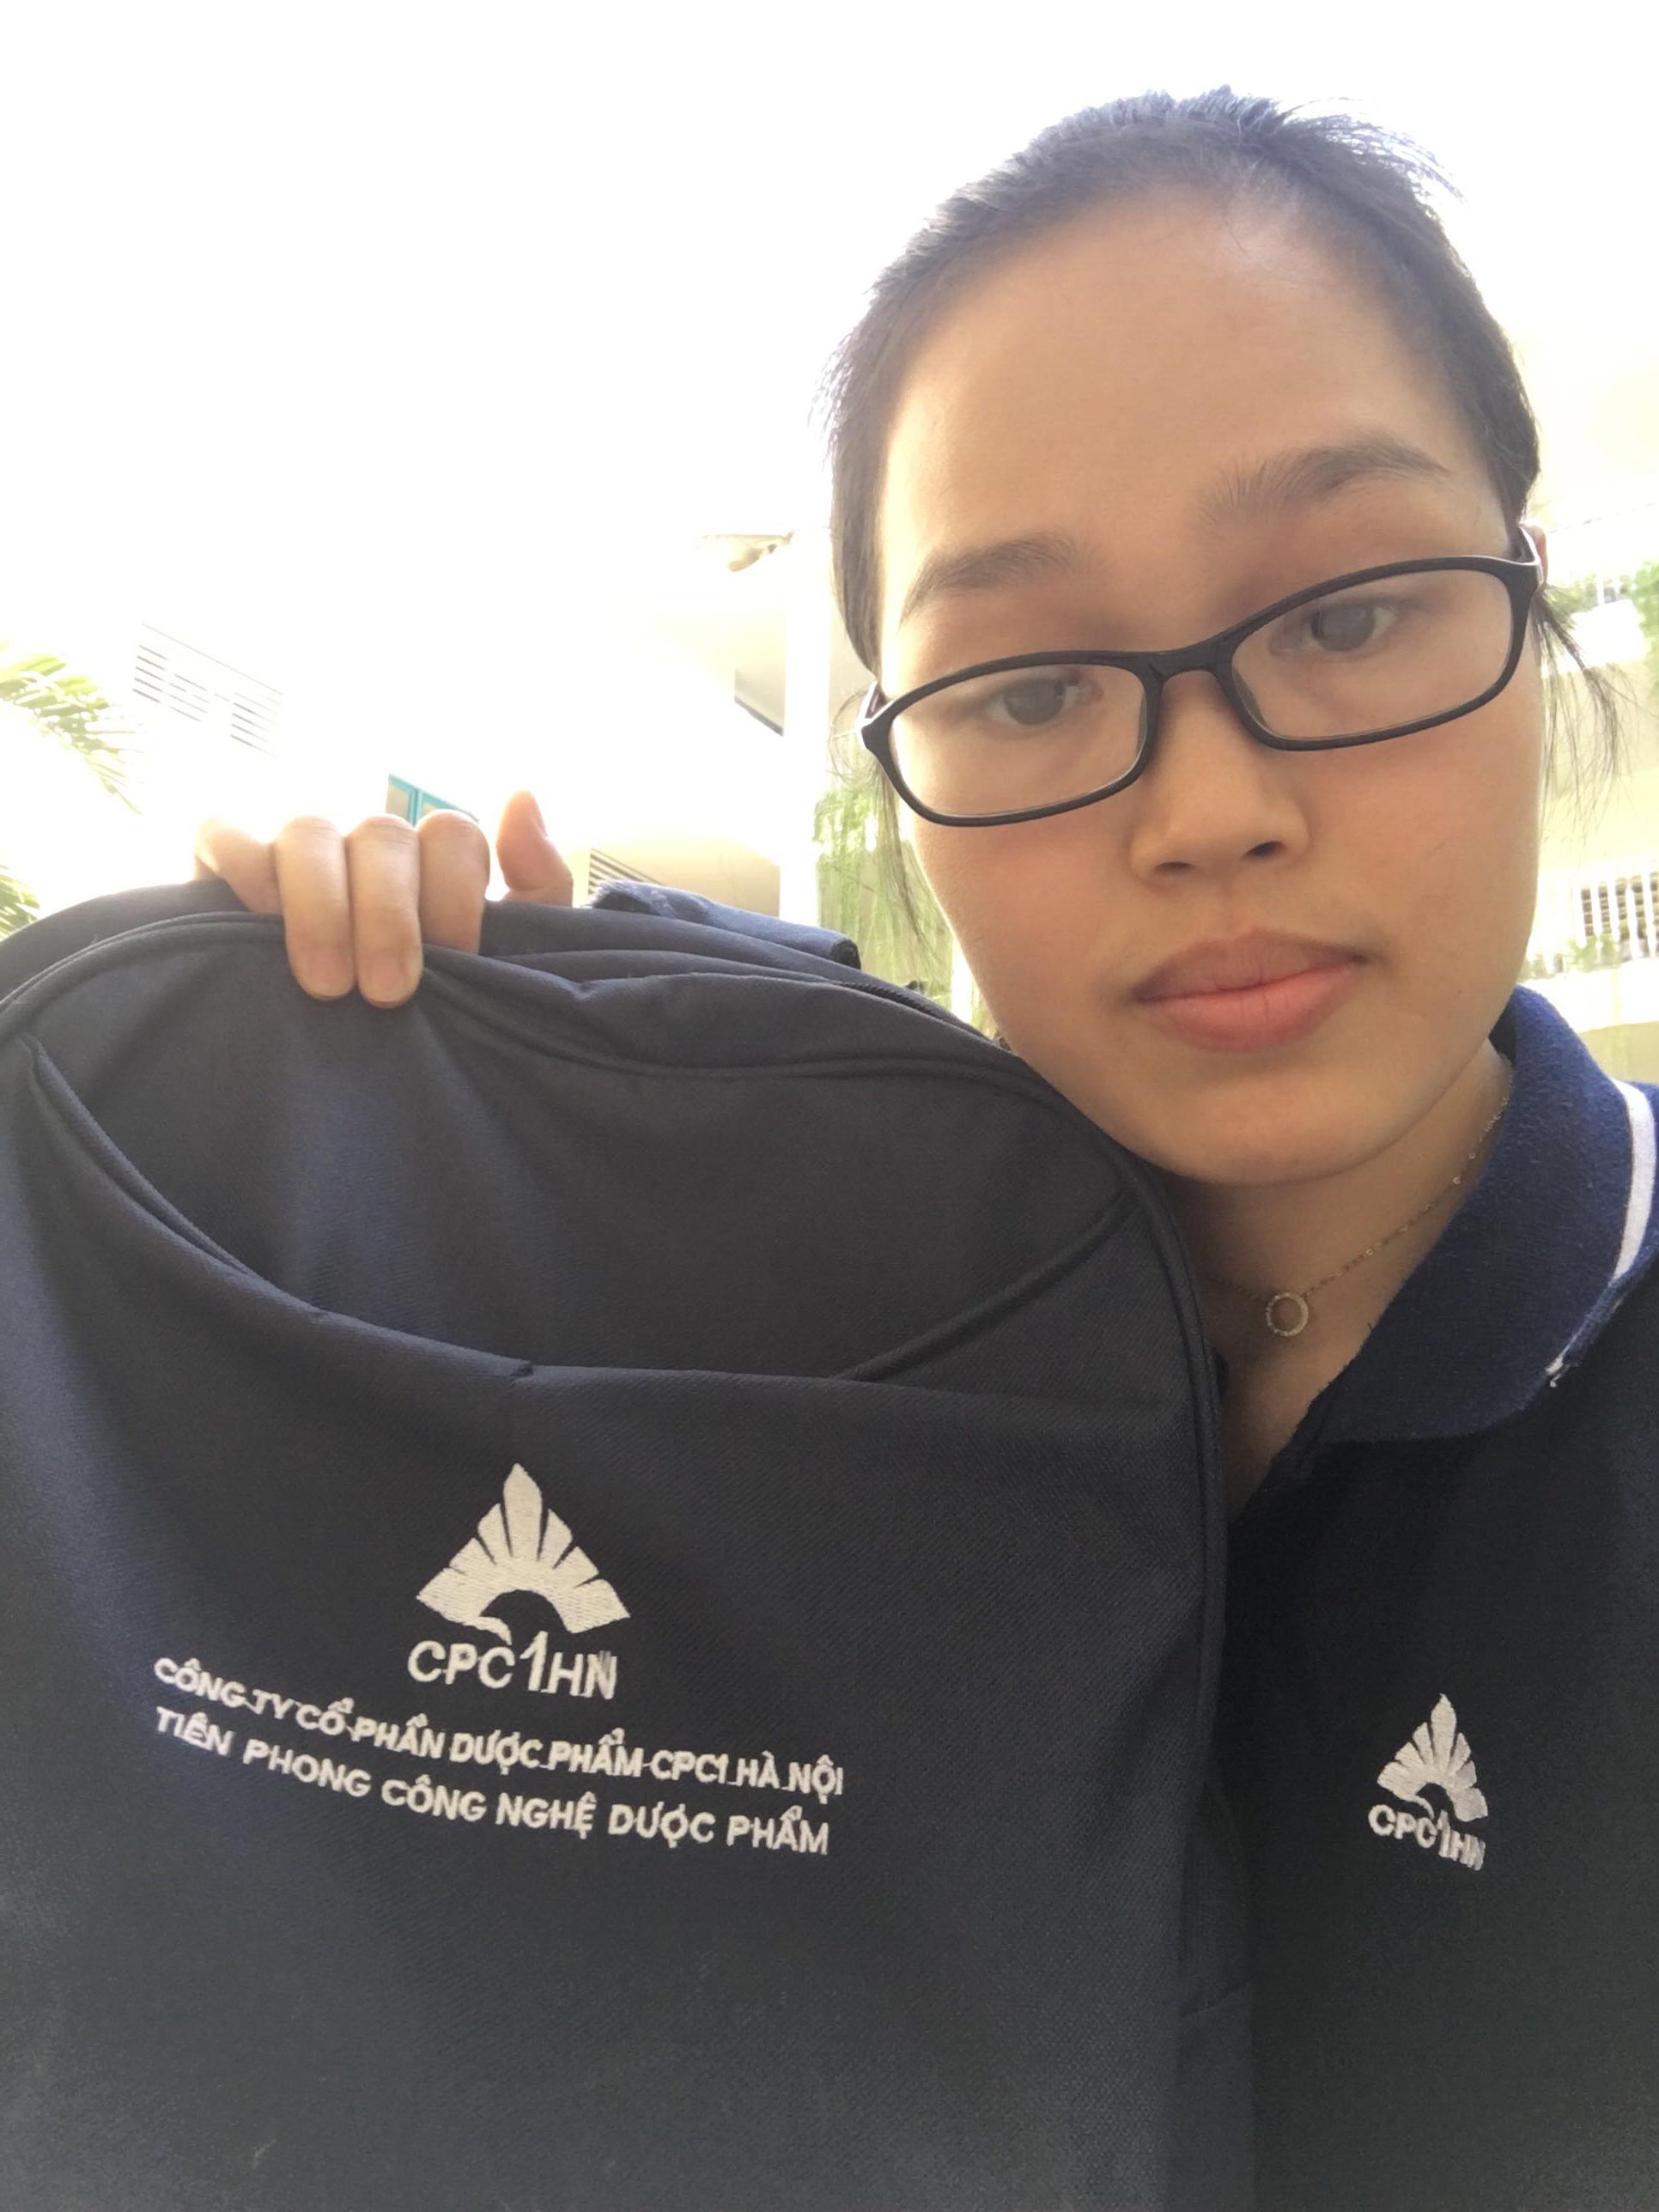 CPC1HN
CÔNG TY CỔ PHẦN DƯỢC PHẨM CPC1 HÀ NỘI
TIÊN PHONG CÔNG NGHỆ DƯỢC PHẨM
CPC1HN